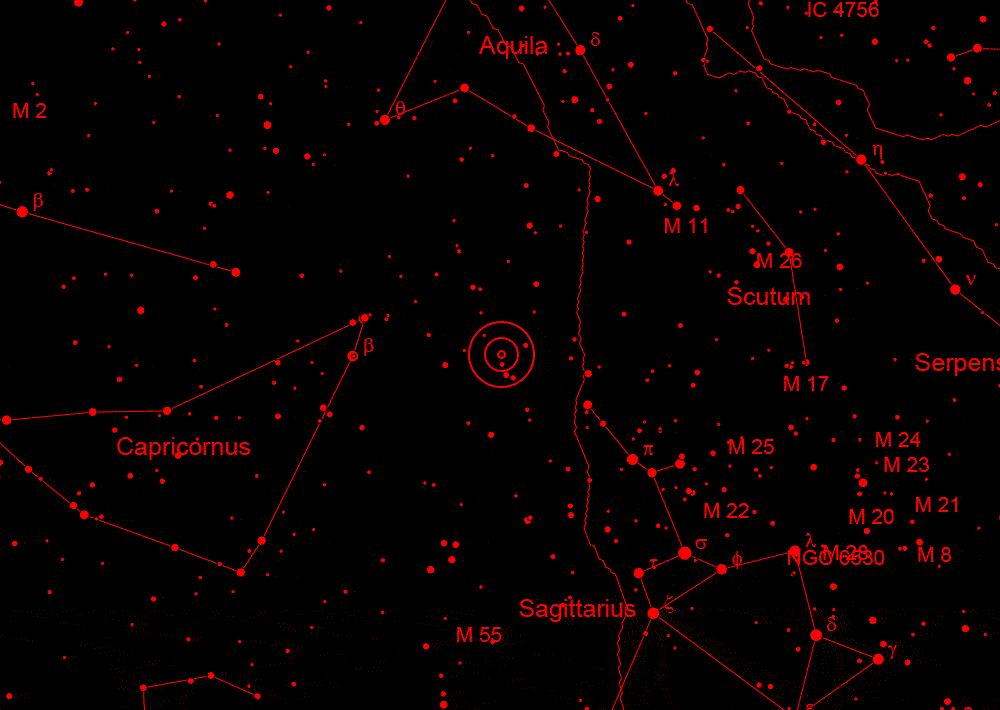 IC 4756
Aquila δ
M 2
θ
η
λ
β
M 11
M 26
ν
Scutum
β
Serpens
M 17
Capricornus
π
M 25
M 24
M 23
M 22
M 21
M 20
σ
λ
NGC 6530
M 8
τ
φ
Sagittarius
ζ
δ
M 55
γ
ε